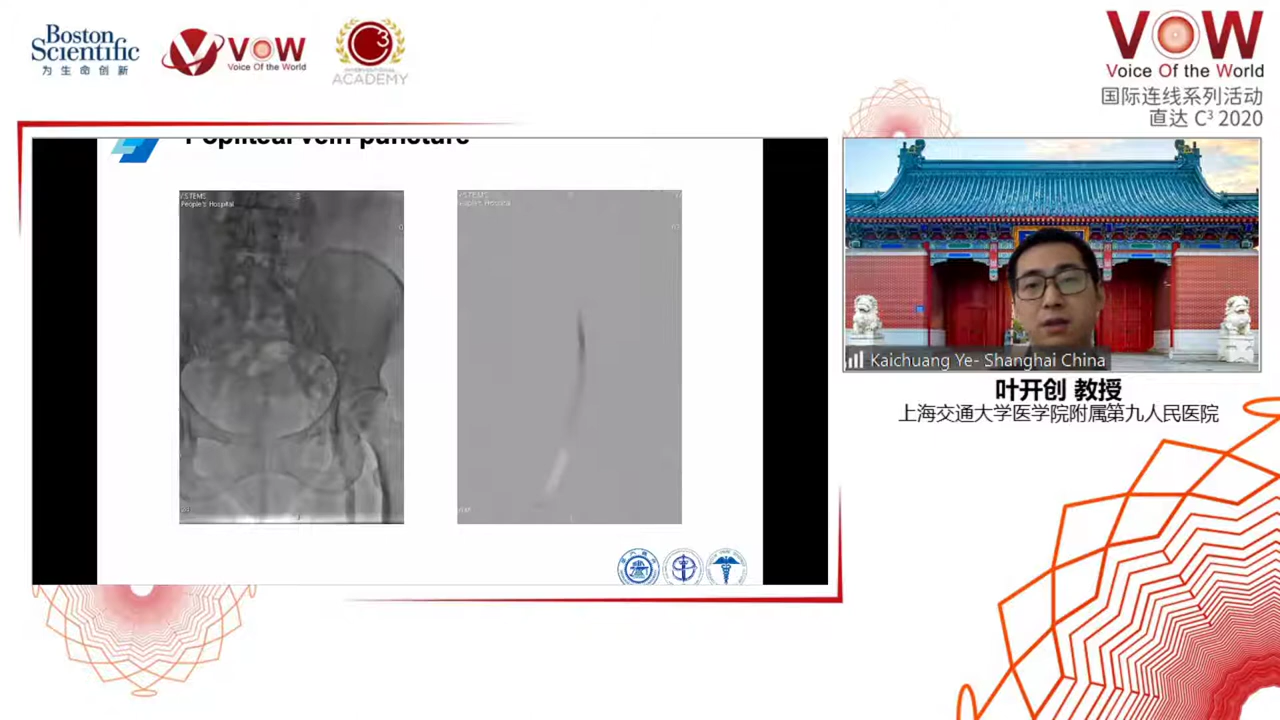 Boston
Scientific
为生命创新
VOW
Voice Of the World
C3
ACADEMY
VOW
Voice Of the World
国际连线系列活动
直达 C³ 2020
Popliteal vein puncture
People's Hospital
Kaichuang Ye- Shanghai China
叶开创 教授
上海交通大学医学院附属第九人民医院